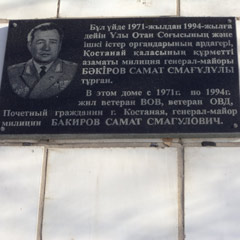 Бұл үйде 1971-жылдан 1994-жылға
дейін Ұлы Отан Соғысының және
ішкі істер органдарының ардагері,
Қостанай қаласының құрметті
азаматы милиция генерал-майоры
БӘКІРОВ САМАТ СМАҒҰЛҰЛЫ
тұрған.
В этом доме с 1971г. по 1994г.
жил ветеран ВОВ, ветеран ОВД,
Почетный гражданин г. Костаная, генерал-майор
милиции БАКИРОВ САМАТ СМАГУЛОВИЧ.